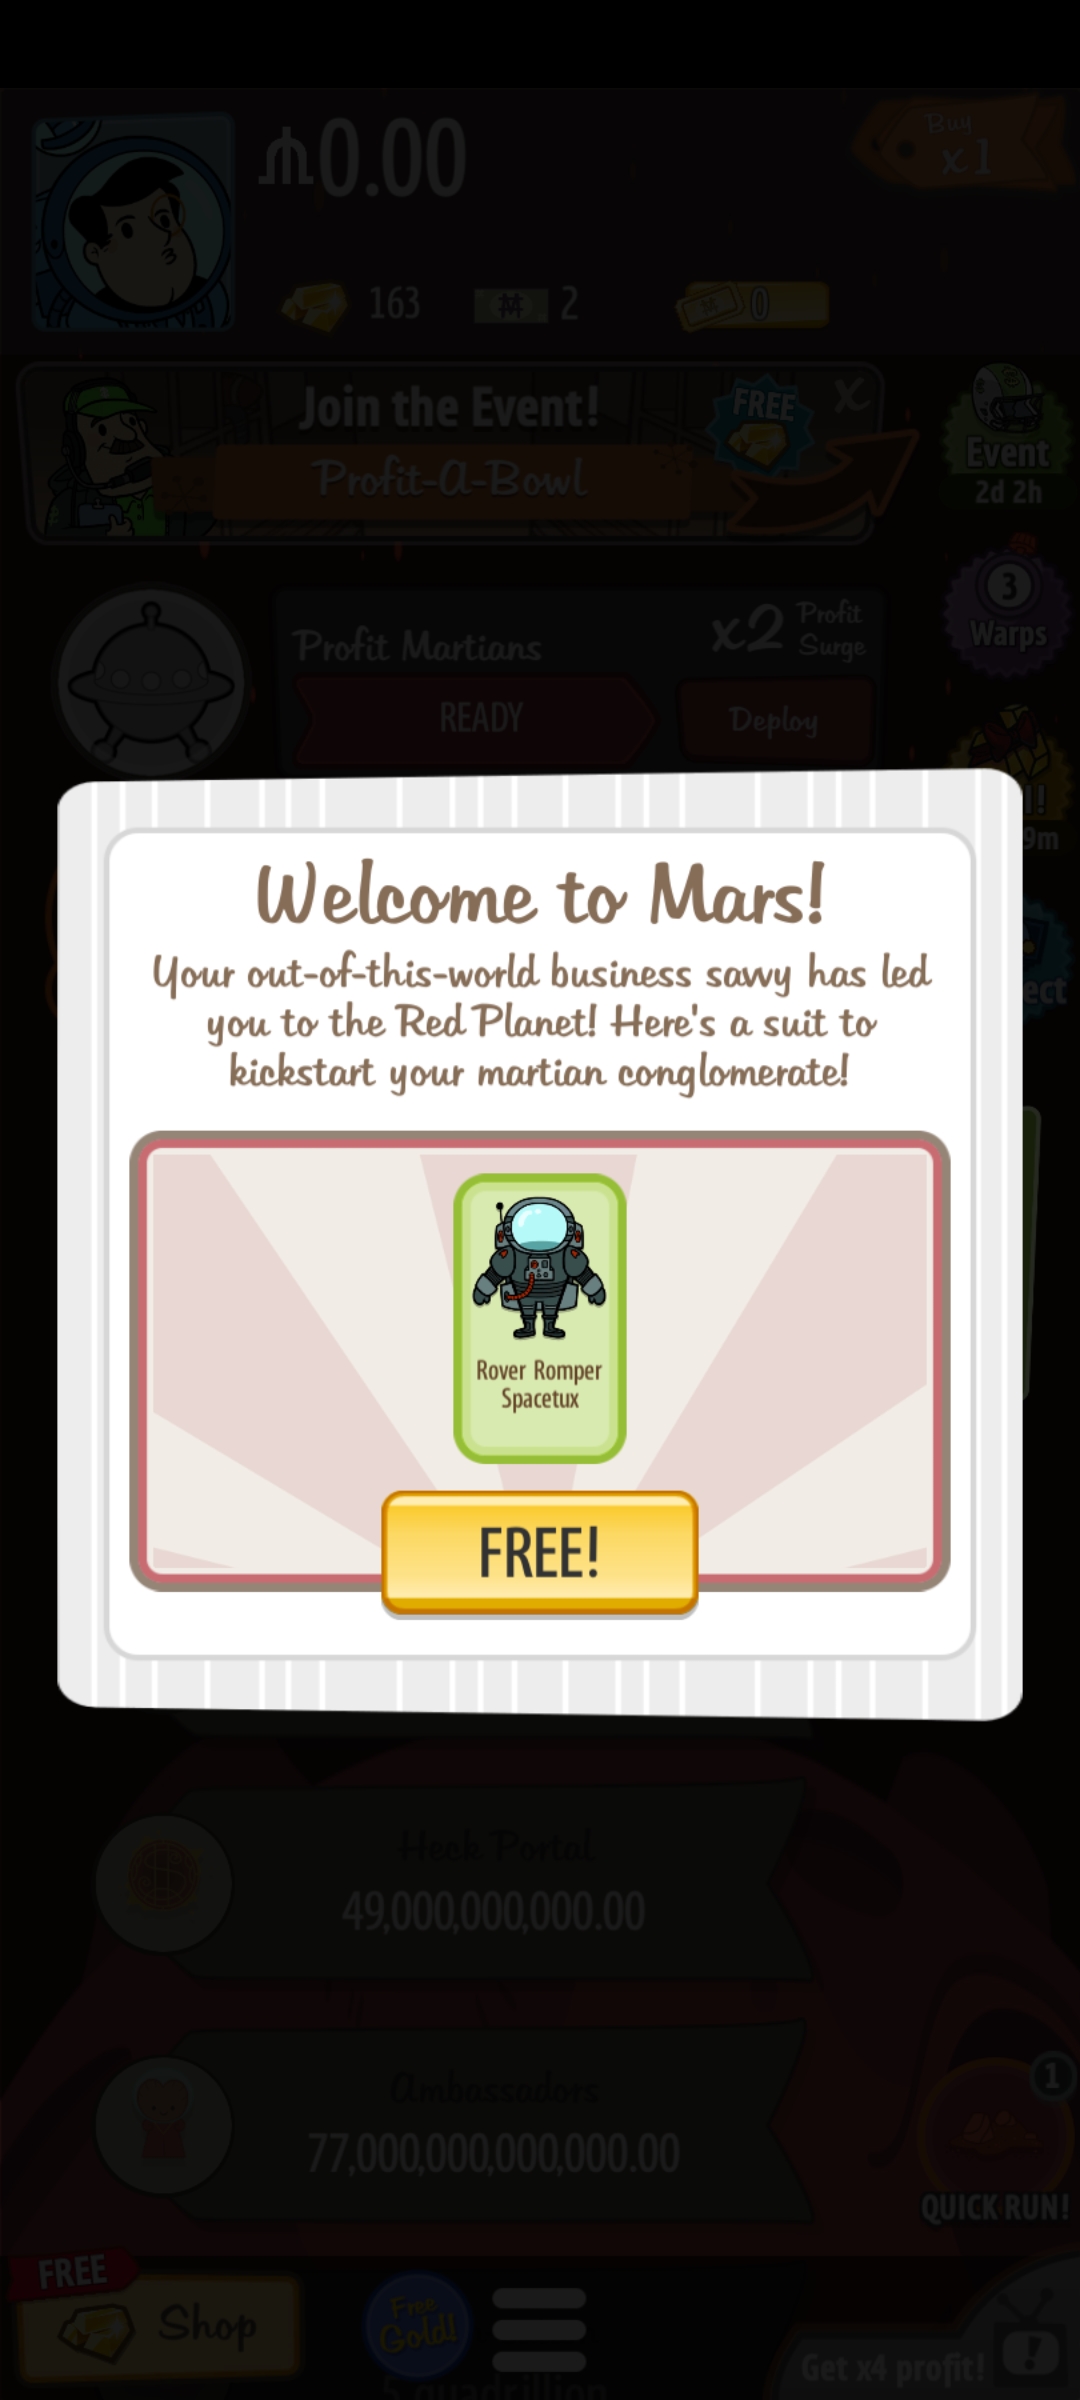 ₥0.00
Buy
x1
163
2
0
Join the Event!
FREE
X
Profit-A-Bowl
Event
2d 2h
3
Warps
Profit Martians
x2 Profit
Surge
READY
Deploy
!
9m
ect
Welcome to Mars!
Your out-of-this-world business savvy has led
you to the Red Planet! Here's a suit to
kickstart your martian conglomerate!
Rover Romper
Spacetux
FREE!
Heck Portal
49,000,000,000.00
Ambassadors
77,000,000,000,000.00
1
QUICK RUN!
FREE
Shop
Free
Gold!
Get x4 profit!
!
5 quadrillion